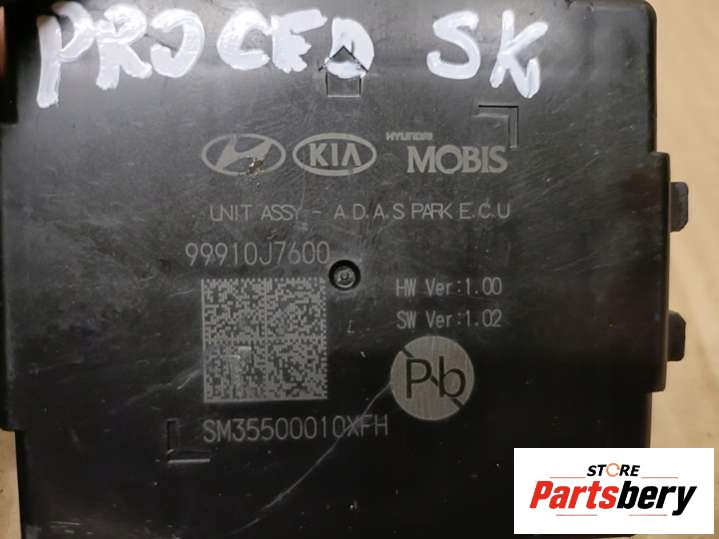 PROCED SK
KIA
HYUNDAI
MOBIS
UNIT ASSY - A.D.A.S PARK E.C.U
99910J7600
HW Ver:1.00
SW Ver:1.02
Pb
SM35500010XFH
STORE
Partsbery